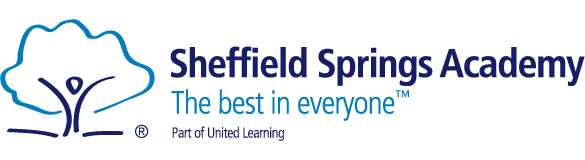 Sheffield Springs Academy
The best in everyone™
Part of United Learning
®